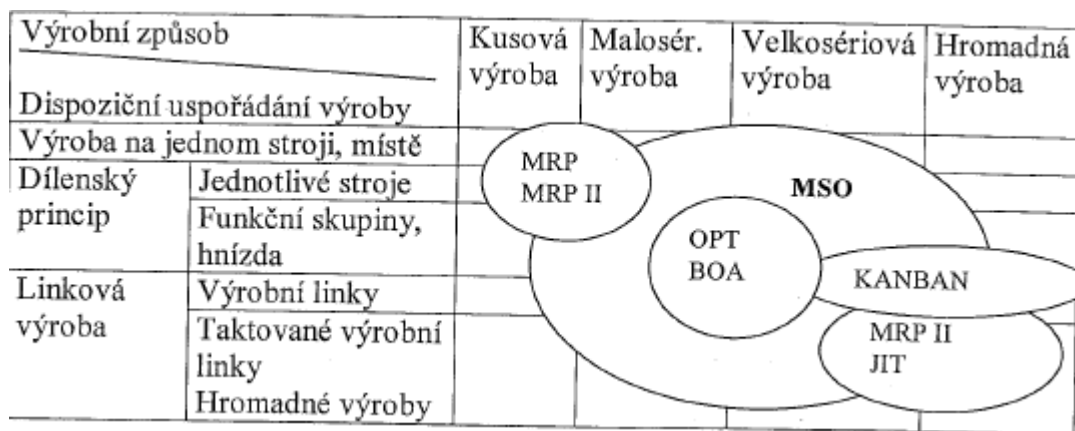 Výrobní způsob
Dispoziční uspořádání výroby
Kusová
výroba
Malosér.
výroba
Velkosériová
výroba
Hromadná
výroba
Výroba na jednom stroji, místě
Dílenský
princip
Jednotlivé stroje
Funkční skupiny,
hnízda
Linková
výroba
Výrobní linky
Taktované výrobní
linky
Hromadné výroby
MRP
MRP II
MSO
OPT
BOA
KANBAN
MRP II
JIT